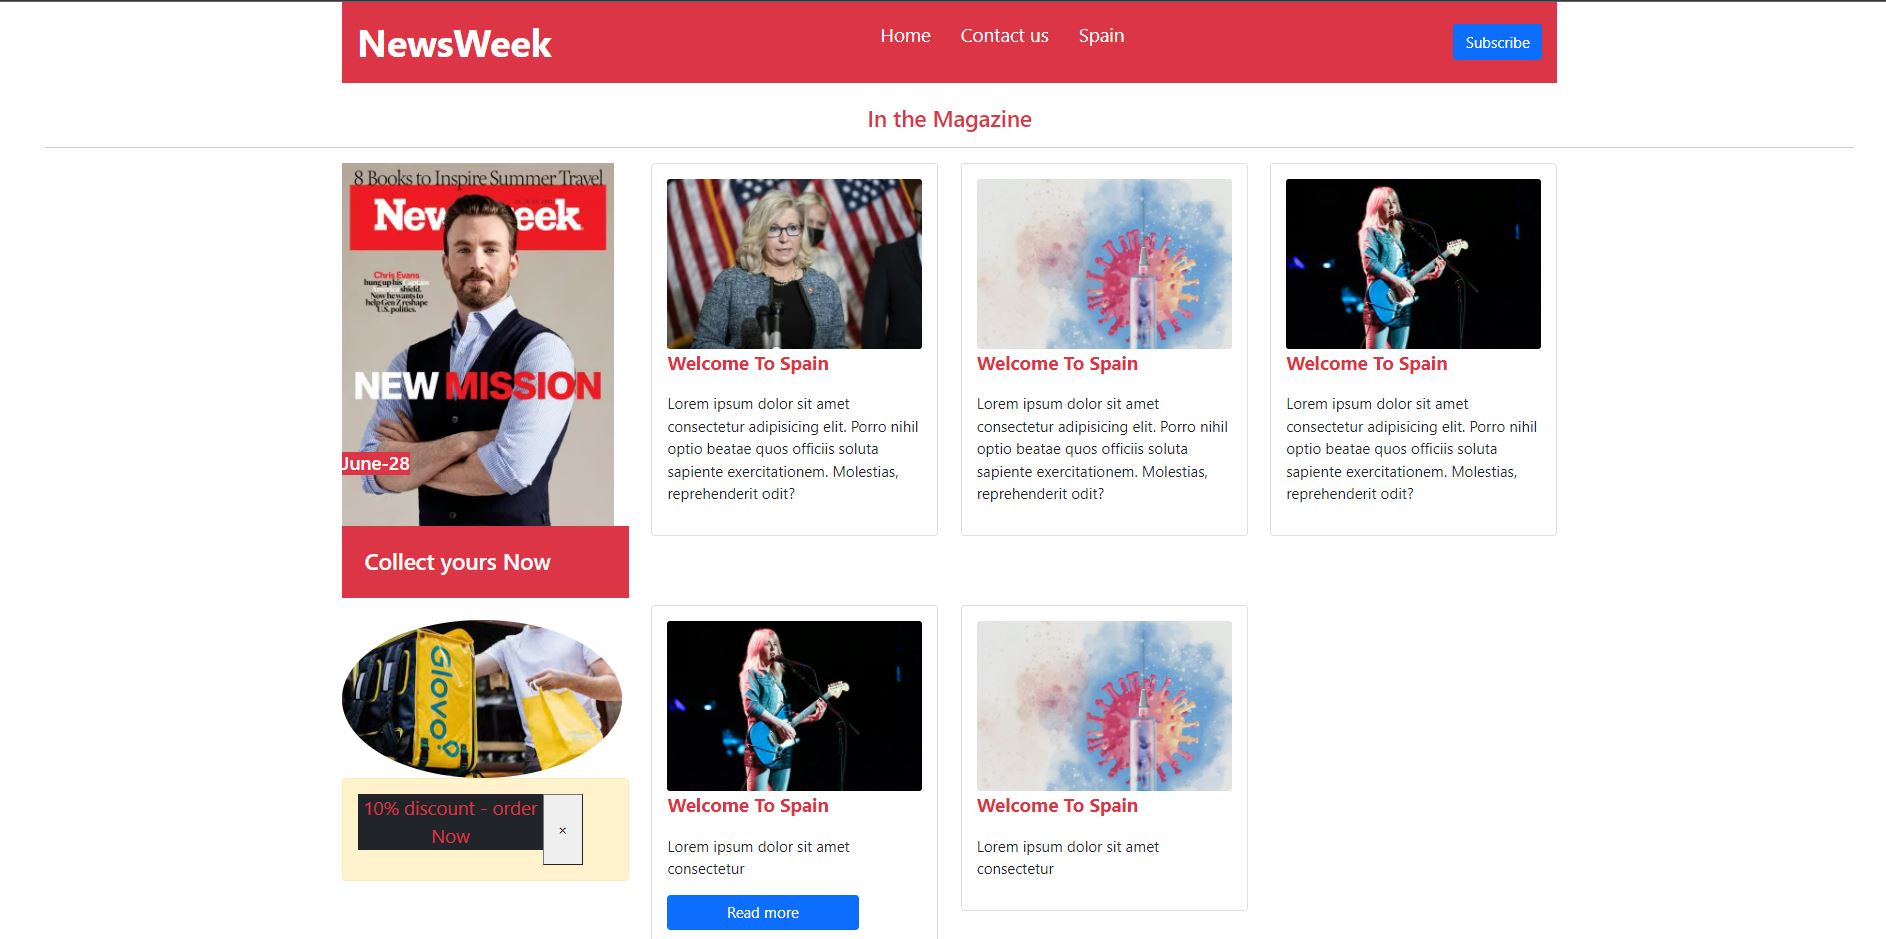 NewsWeek
Home
Contact us
Spain
Subscribe
In the Magazine
8 Books to Inspire Summer Travel
Newsweek
Chris Evans
hung up his Captain
shield.
Now he wants to
help Gen Z reshape
U.S. politics.
NEW MISSION
June-28
Collect yours Now
Glovo
10% discount - order
Now
×
Welcome To Spain
Lorem ipsum dolor sit amet
consectetur adipisicing elit. Porro nihil
optio beatae quos officiis soluta
sapiente exercitationem. Molestias,
reprehenderit odit?
Welcome To Spain
Lorem ipsum dolor sit amet
consectetur adipisicing elit. Porro nihil
optio beatae quos officiis soluta
sapiente exercitationem. Molestias,
reprehenderit odit?
Welcome To Spain
Lorem ipsum dolor sit amet
consectetur adipisicing elit. Porro nihil
optio beatae quos officiis soluta
sapiente exercitationem. Molestias,
reprehenderit odit?
Welcome To Spain
Lorem ipsum dolor sit amet
consectetur
Read more
Welcome To Spain
Lorem ipsum dolor sit amet
consectetur